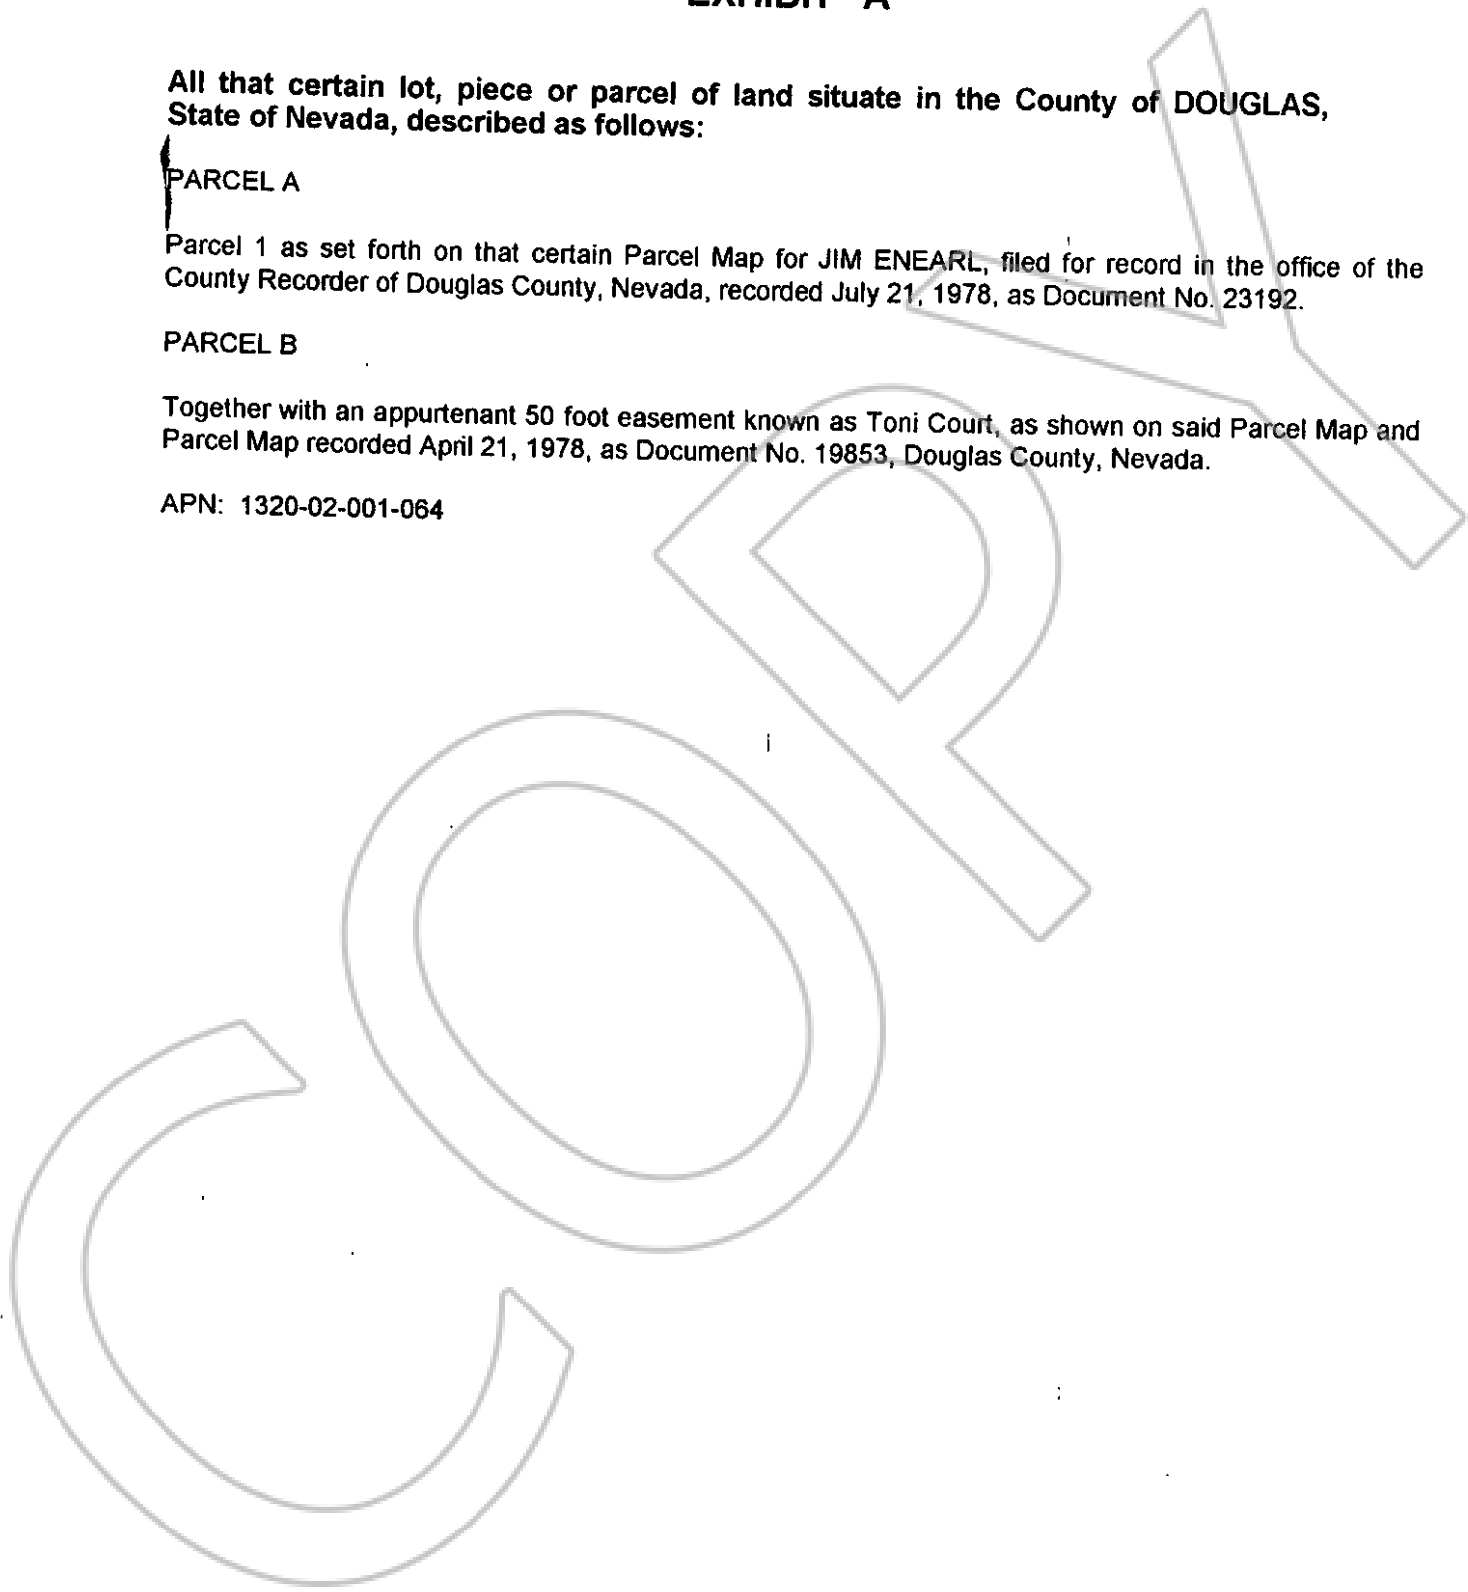 EXHIBIT "A"
All that certain lot, piece or parcel of land situate in the County of DOUGLAS,
State of Nevada, described as follows:
PARCEL A
Parcel 1 as set forth on that certain Parcel Map for JIM ENEARL, filed for record in the office of the
County Recorder of Douglas County, Nevada, recorded July 21, 1978, as Document No. 23192.
PARCEL B
Together with an appurtenant 50 foot easement known as Toni Court, as shown on said Parcel Map and
Parcel Map recorded April 21, 1978, as Document No. 19853, Douglas County, Nevada.
APN: 1320-02-001-064
COPY